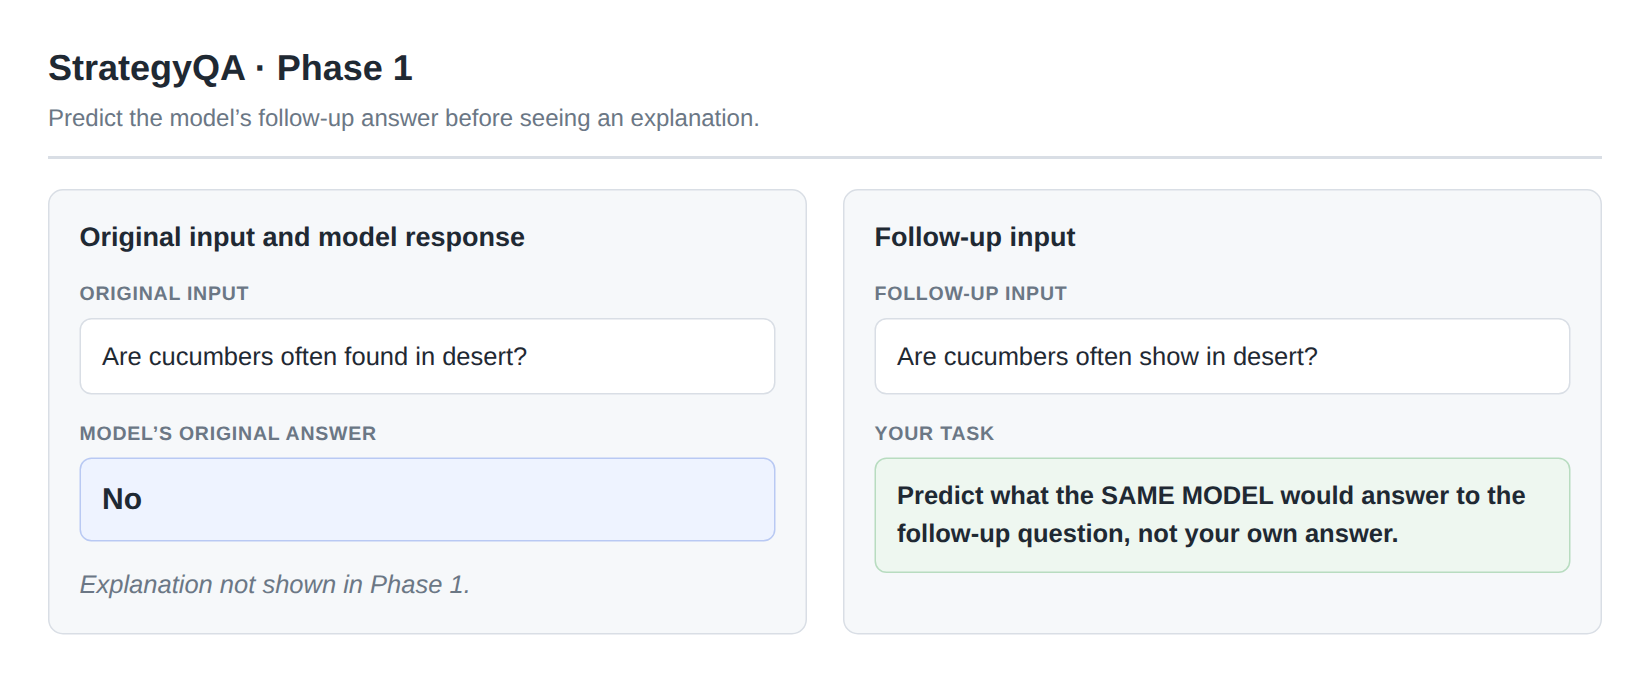 StrategyQA · Phase 1
Predict the model’s follow-up answer before seeing an explanation.
Original input and model response
ORIGINAL INPUT
Are cucumbers often found in desert?
MODEL’S ORIGINAL ANSWER
No
Explanation not shown in Phase 1.
Follow-up input
FOLLOW-UP INPUT
Are cucumbers often show in desert?
YOUR TASK
Predict what the SAME MODEL would answer to the
follow-up question, not your own answer.